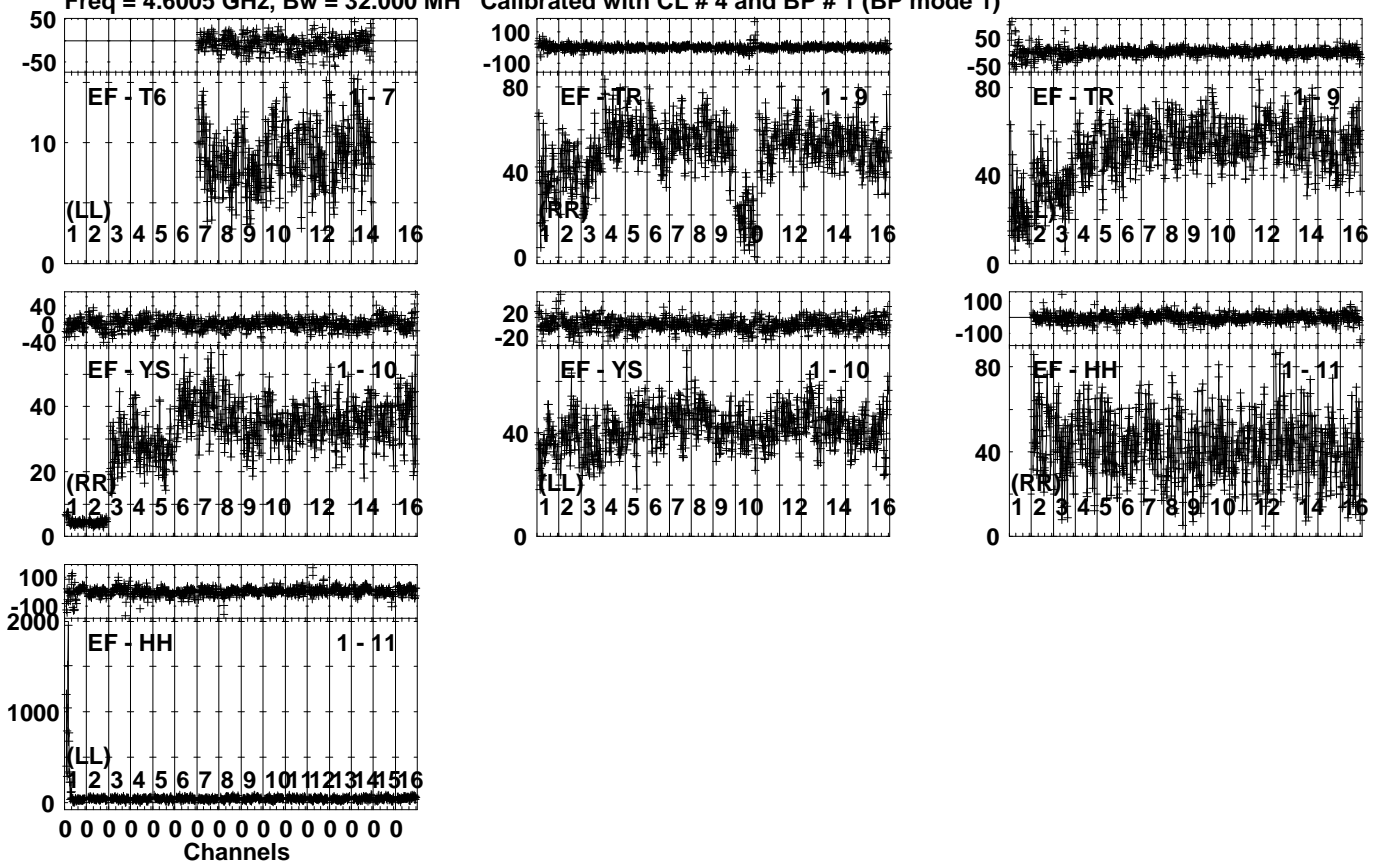 Freq = 4.6005 GHz, Bw = 32.000 MH Calibrated with CL # 4 and BP # 1 (BP mode 1)
50
-50
EF - T6 1 - 7
10
(LL)
1 2 3 4 5 6 7 8 9 10 12 14 16
0
100
-100
80
EF - TR 1 - 9
40
(RR)
1 2 3 4 5 6 7 8 9 10 12 14 16
0
50
-50
80
EF - TR 1 - 9
40
L)
1 2 3 4 5 6 7 8 9 10 12 14 16
0
40
0
-40
EF - YS 1 - 10
40
20
(RR)
1 2 3 4 5 6 7 8 9 10 12 14 16
0
20
-20
EF - YS 1 - 10
40
(LL)
1 2 3 4 5 6 7 8 9 10 12 14 16
0
100
-100
80
EF - HH 1 - 11
40
(RR)
1 2 3 4 5 6 7 8 9 10 12 14 16
0
100
-100
2000
EF - HH 1 - 11
1000
(LL)
1 2 3 4 5 6 7 8 9 10 11 12 13 14 15 16
0
0 0 0 0 0 0 0 0 0 0 0 0 0 0 0 0
Channels